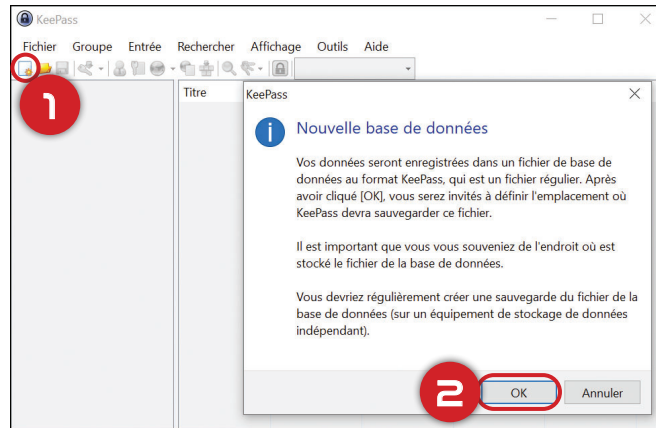 KeePass
Fichier Groupe Entrée Rechercher Affichage Outils Aide
1
Titre
KeePass
Nouvelle base de données
Vos données seront enregistrées dans un fichier de base de
données au format KeePass, qui est un fichier régulier. Après
avoir cliqué [OK], vous serez invités à définir l'emplacement où
KeePass devra sauvegarder ce fichier.
Il est important que vous vous souveniez de l'endroit où est
stocké le fichier de la base de données.
Vous devriez régulièrement créer une sauvegarde du fichier de la
base de données (sur un équipement de stockage de données
indépendant).
2
OK Annuler